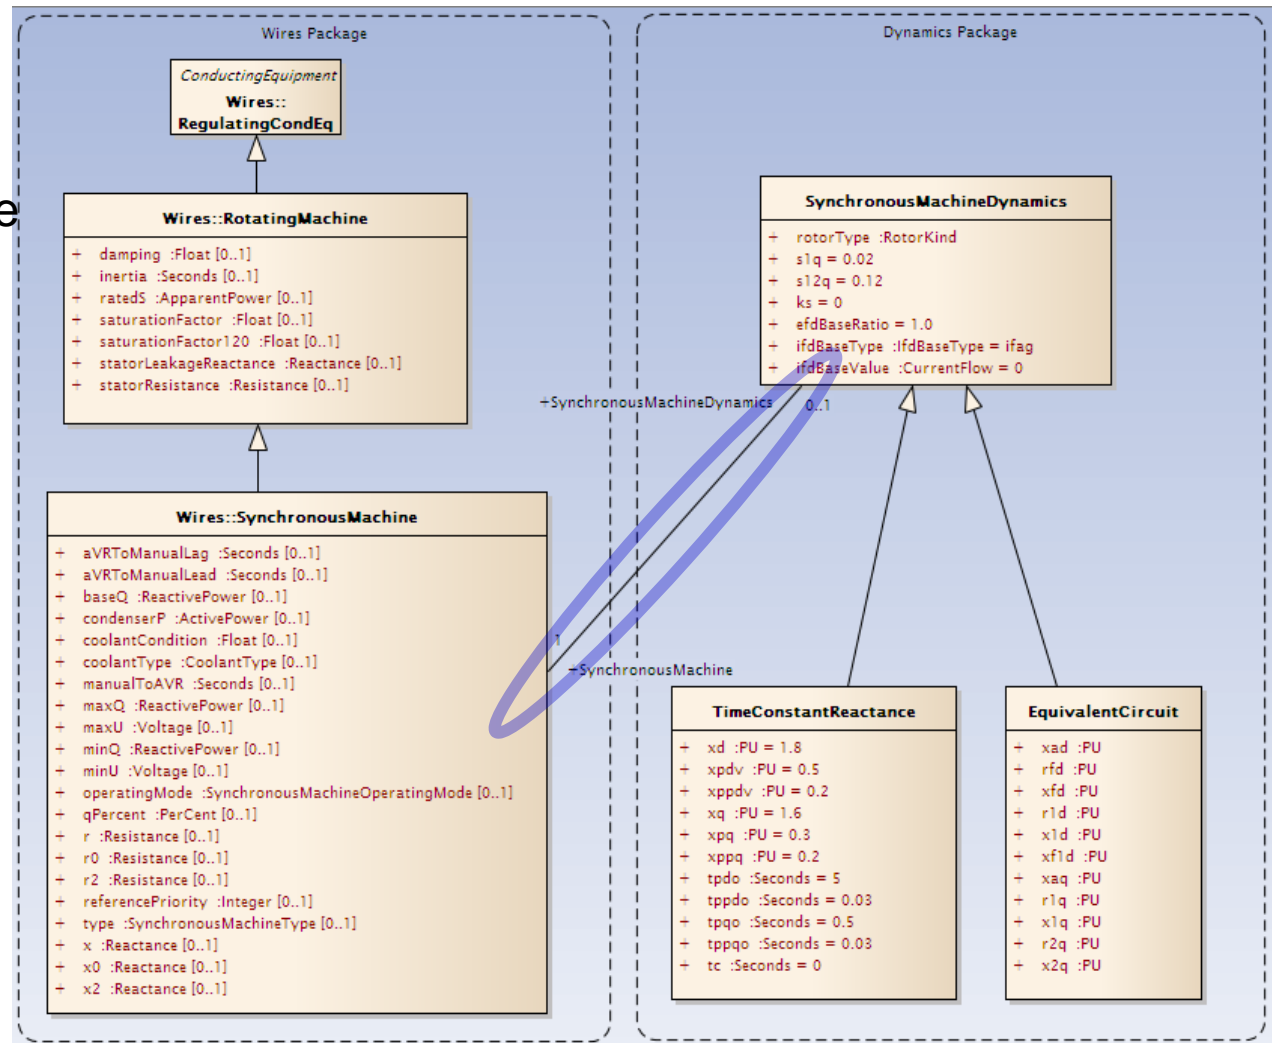 Wires Package
ConductingEquipment
Wires::
RegulatingCondEq
e
Wires::RotatingMachine
+ damping :Float [0..1]
+ inertia :Seconds [0..1]
+ ratedS :ApparentPower [0..1]
+ saturationFactor :Float [0..1]
+ saturationFactor120 :Float [0..1]
+ statorLeakageReactance :Reactance [0..1]
+ statorResistance :Resistance [0..1]
Wires::SynchronousMachine
+ aVRToManualLag :Seconds [0..1]
+ aVRToManualLead :Seconds [0..1]
+ baseQ :ReactivePower [0..1]
+ condenserP :ActivePower [0..1]
+ coolantCondition :Float [0..1]
+ coolantType :CoolantType [0..1]
+ manualToAVR :Seconds [0..1]
+ maxQ :ReactivePower [0..1]
+ maxU :Voltage [0..1]
+ minQ :ReactivePower [0..1]
+ minU :Voltage [0..1]
+ operatingMode :SynchronousMachineOperatingMode [0..1]
+ qPercent :PerCent [0..1]
+ r :Resistance [0..1]
+ r0 :Resistance [0..1]
+ r2 :Resistance [0..1]
+ referencePriority :Integer [0..1]
+ type :SynchronousMachineType [0..1]
+ x :Reactance [0..1]
+ x0 :Reactance [0..1]
+ x2 :Reactance [0..1]
Dynamics Package
SynchronousMachineDynamics
+ rotorType :RotorKind
+ s1q = 0.02
+ s12q = 0.12
+ ks = 0
+ efdBaseRatio = 1.0
+ ifdBaseType :IfdBaseType = ifag
+ ifdBaseValue :CurrentFlow = 0
+SynchronousMachineDynamics
0..1
1
+SynchronousMachine
TimeConstantReactance
+ xd :PU = 1.8
+ xpdv :PU = 0.5
+ xppdv :PU = 0.2
+ xq :PU = 1.6
+ xpq :PU = 0.3
+ xppq :PU = 0.2
+ tpdo :Seconds = 5
+ tppdo :Seconds = 0.03
+ tpqo :Seconds = 0.5
+ tppqo :Seconds = 0.03
+ tc :Seconds = 0
EquivalentCircuit
+ xad :PU
+ rfd :PU
+ xfd :PU
+ r1d :PU
+ x1d :PU
+ xf1d :PU
+ xaq :PU
+ r1q :PU
+ x1q :PU
+ r2q :PU
+ x2q :PU